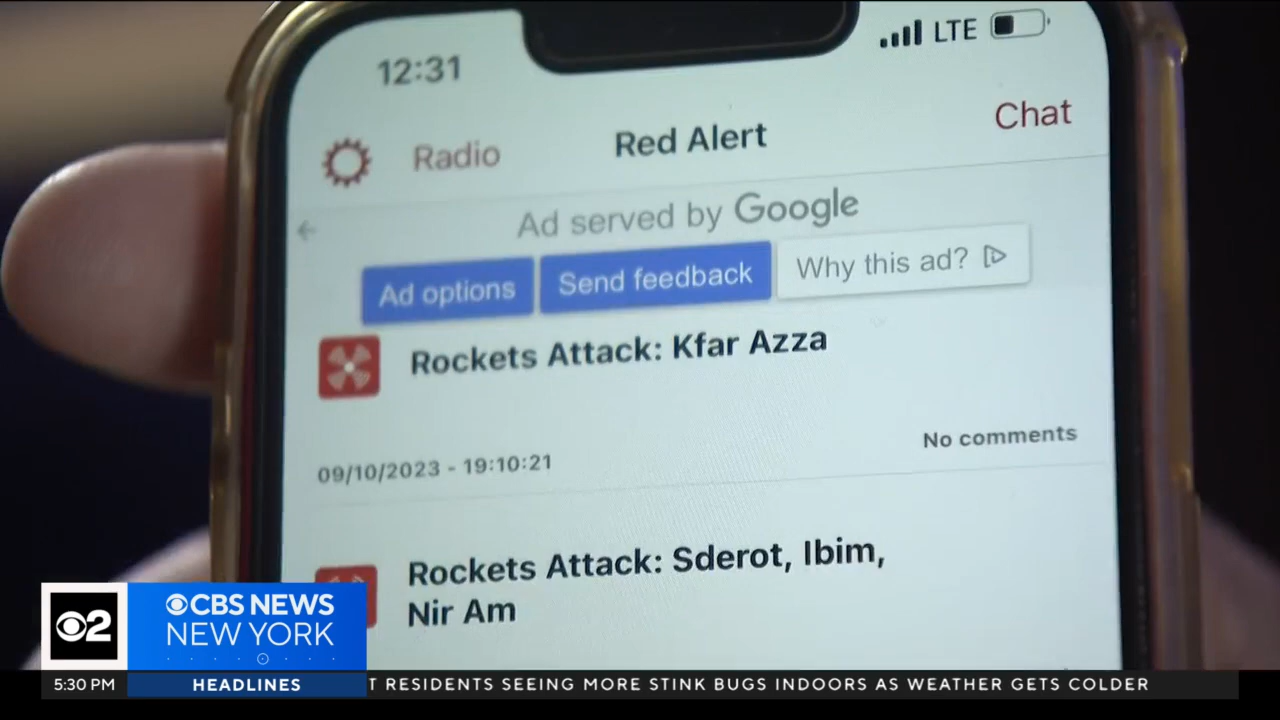 12:31
LTE
Radio
Red Alert
Chat
Ad served by Google
Ad options
Send feedback
Why this ad?
Rockets Attack: Kfar Azza
No comments
09/10/2023 - 19:10:21
Rockets Attack: Sderot, Ibim,
Nir Am
2
CBS NEWS
NEW YORK
5:30 PM
HEADLINES
T RESIDENTS SEEING MORE STINK BUGS INDOORS AS WEATHER GETS COLDER